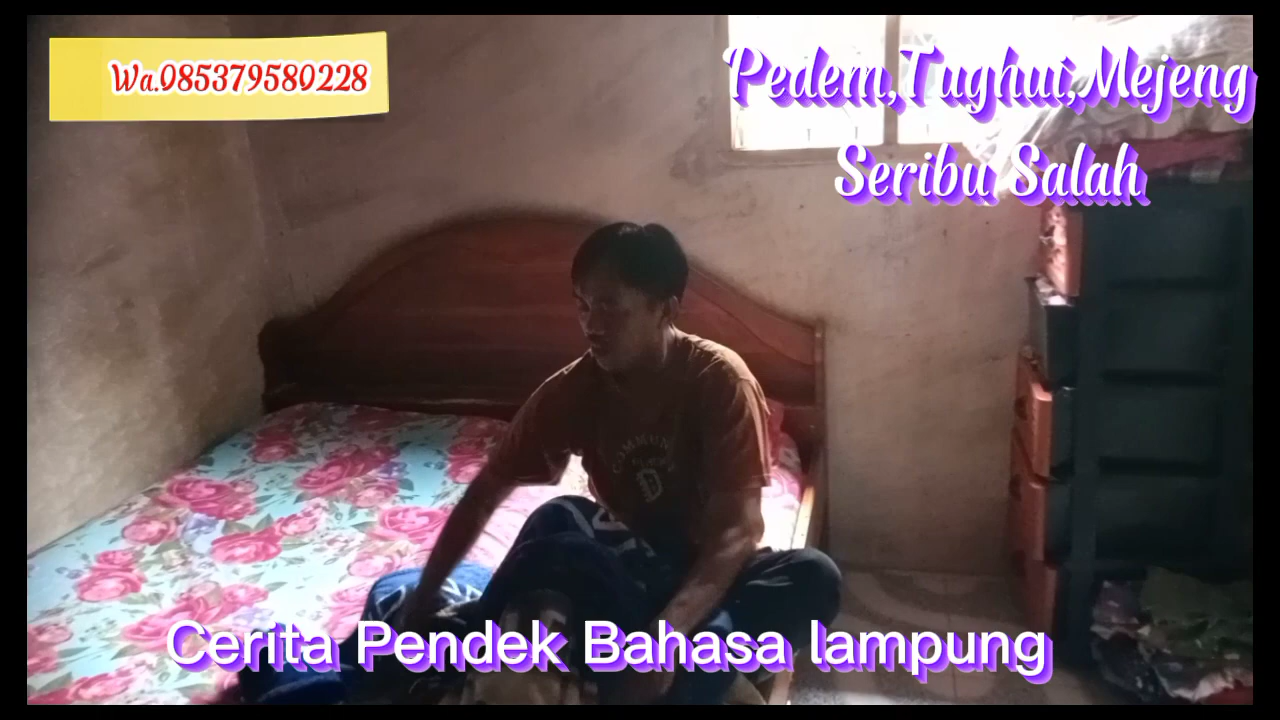 Wa.085379580228
Pedem,Tughui,Mejeng
Seribu Salah
D
Cerita Pendek Bahasa lampung